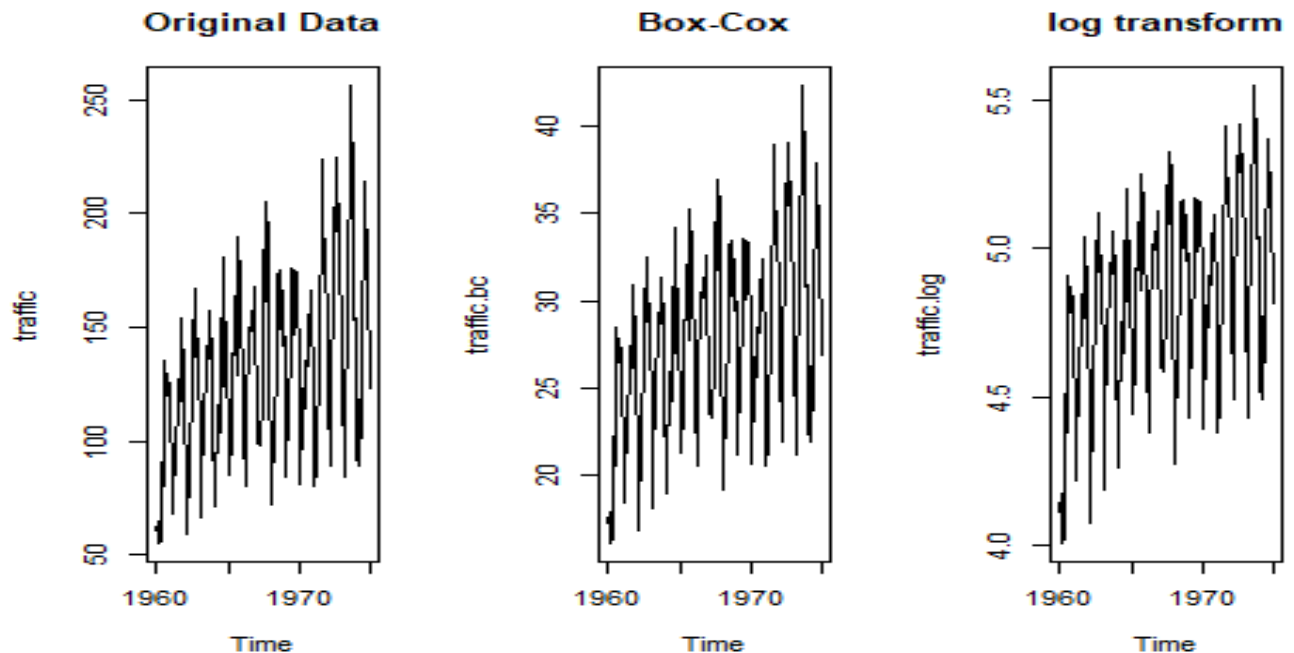 Original Data
traffic
250
200
150
100
50
1960
1970
Time
Box-Cox
traffic.bc
40
35
30
25
20
1960
1970
Time
log transform
traffic.log
5.5
5.0
4.5
4.0
1960
1970
Time